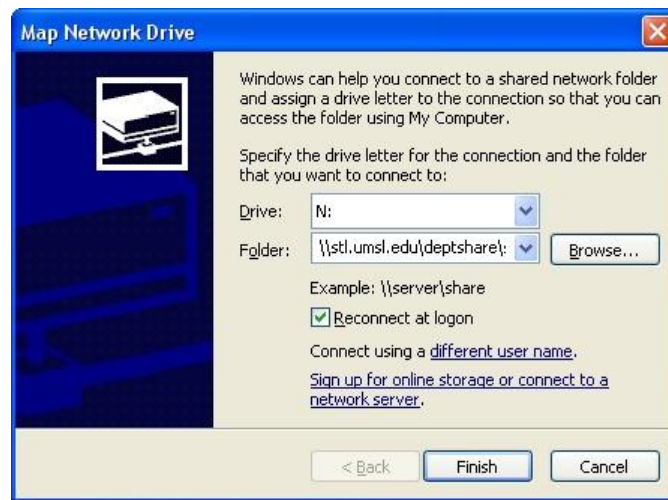 Map Network Drive
Windows can help you connect to a shared network folder
and assign a drive letter to the connection so that you can
access the folder using My Computer.
Specify the drive letter for the connection and the folder
that you want to connect to:
Drive: N:
Folder: \\stl.umsl.edu\deptshare\ Browse...
Example: \\server\share
Reconnect at logon
Connect using a different user name.
Sign up for online storage or connect to a
network server.
< Back Finish Cancel